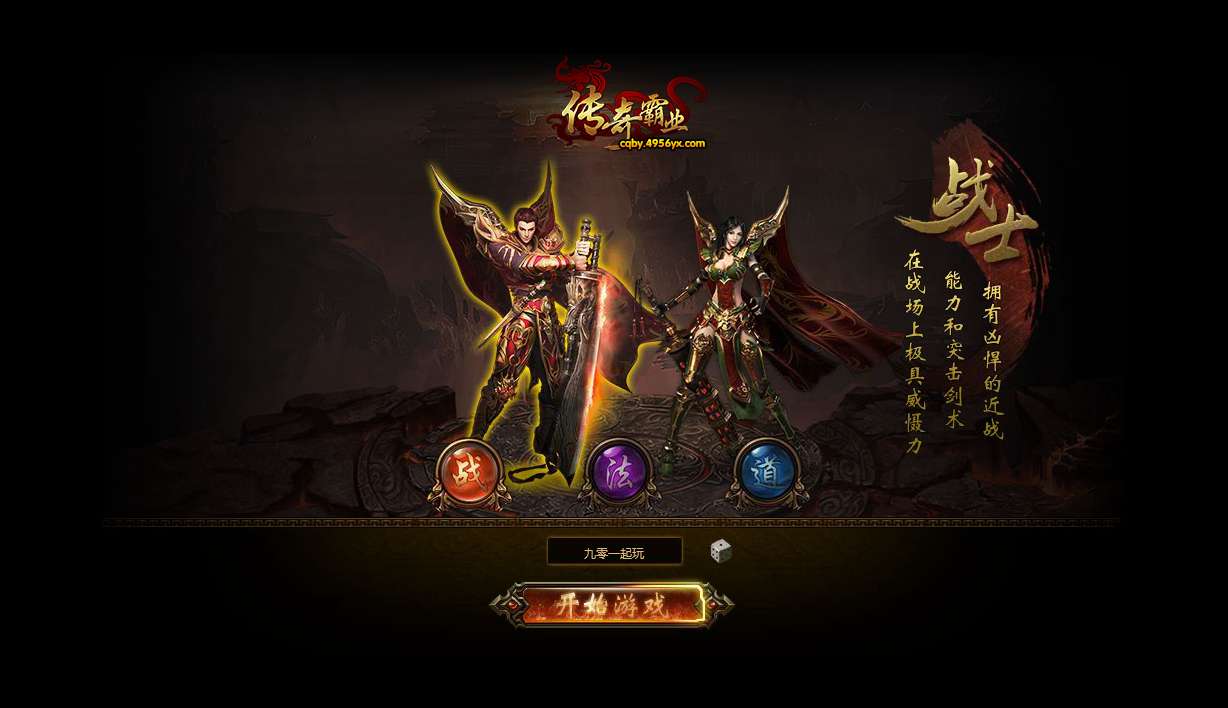 传奇霸业
cqby.4956yx.com
战士
拥有凶悍的近战
能力和突击剑术
在战场上极具威慑力
战
法
道
九零一起玩
开始游戏